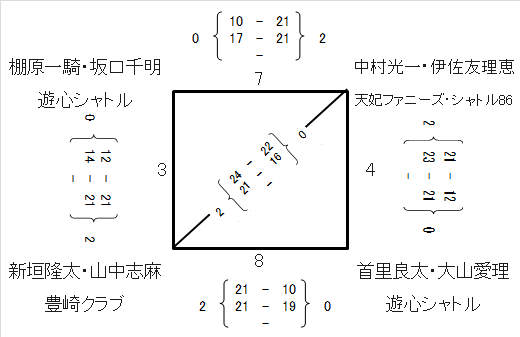 10 - 21
0 17 - 21 2
-
7
棚原一騎・坂口千明
遊心シャトル
中村光一・伊佐友理恵
天妃ファニーズ・シャトル86
0
12 - 21
14 - 21
-
2
3
0
24 - 22
21 - 16
-
2
4
2
21 - 12
23 - 21
-
0
新垣隆太・山中志麻
豊崎クラブ
首里良太・大山愛理
遊心シャトル
8
21 - 10
2 21 - 19 0
-